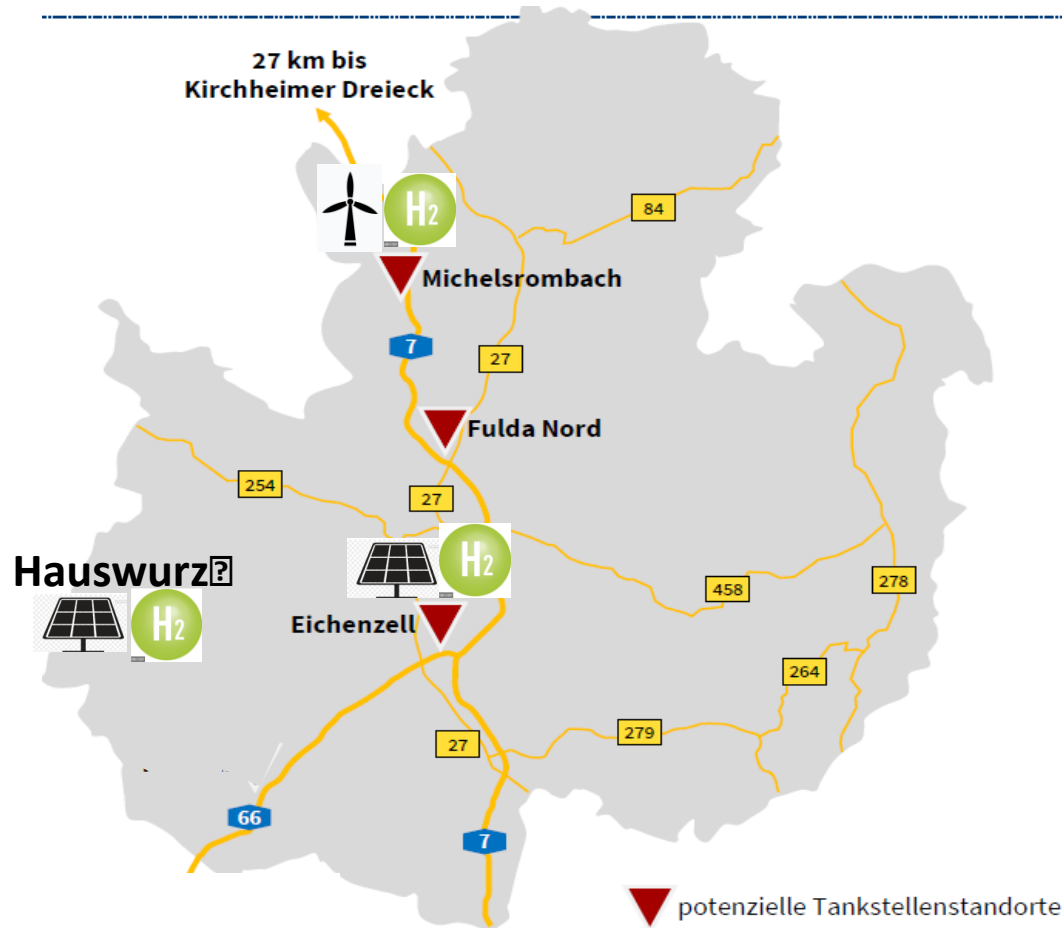 27 km bis
Kirchheimer Dreieck
84
H2
Michelsrombach
7
27
Fulda Nord
254
27
H2
Hauswurz
458
278
H2
Eichenzell
264
27
279
66
7
potenzielle Tankstellenstandorte